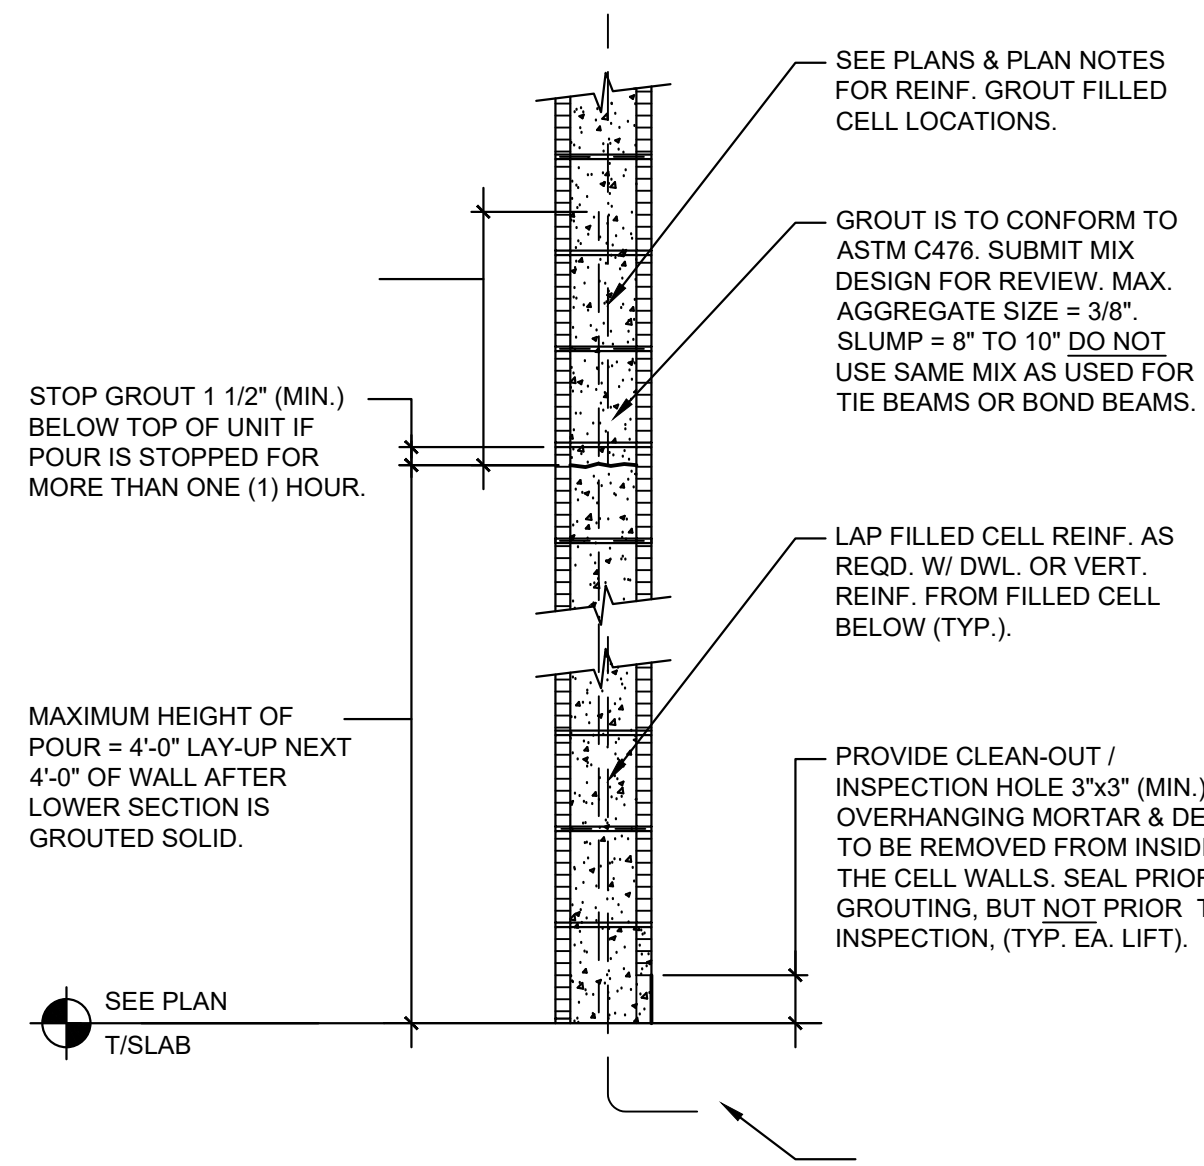 SEE PLANS & PLAN NOTES
FOR REINF. GROUT FILLED
CELL LOCATIONS.
GROUT IS TO CONFORM TO
ASTM C476. SUBMIT MIX
DESIGN FOR REVIEW. MAX.
AGGREGATE SIZE = 3/8".
SLUMP = 8" TO 10" DO NOT
USE SAME MIX AS USED FOR
TIE BEAMS OR BOND BEAMS.
STOP GROUT 1 1/2" (MIN.)
BELOW TOP OF UNIT IF
POUR IS STOPPED FOR
MORE THAN ONE (1) HOUR.
LAP FILLED CELL REINF. AS
REQD. W/ DWL. OR VERT.
REINF. FROM FILLED CELL
BELOW (TYP.).
MAXIMUM HEIGHT OF
POUR = 4'-0" LAY-UP NEXT
4'-0" OF WALL AFTER
LOWER SECTION IS
GROUTED SOLID.
PROVIDE CLEAN-OUT /
INSPECTION HOLE 3"x3" (MIN.)
OVERHANGING MORTAR & DE
TO BE REMOVED FROM INSID
THE CELL WALLS. SEAL PRIOR
GROUTING, BUT NOT PRIOR T
INSPECTION, (TYP. EA. LIFT).
SEE PLAN
T/SLAB